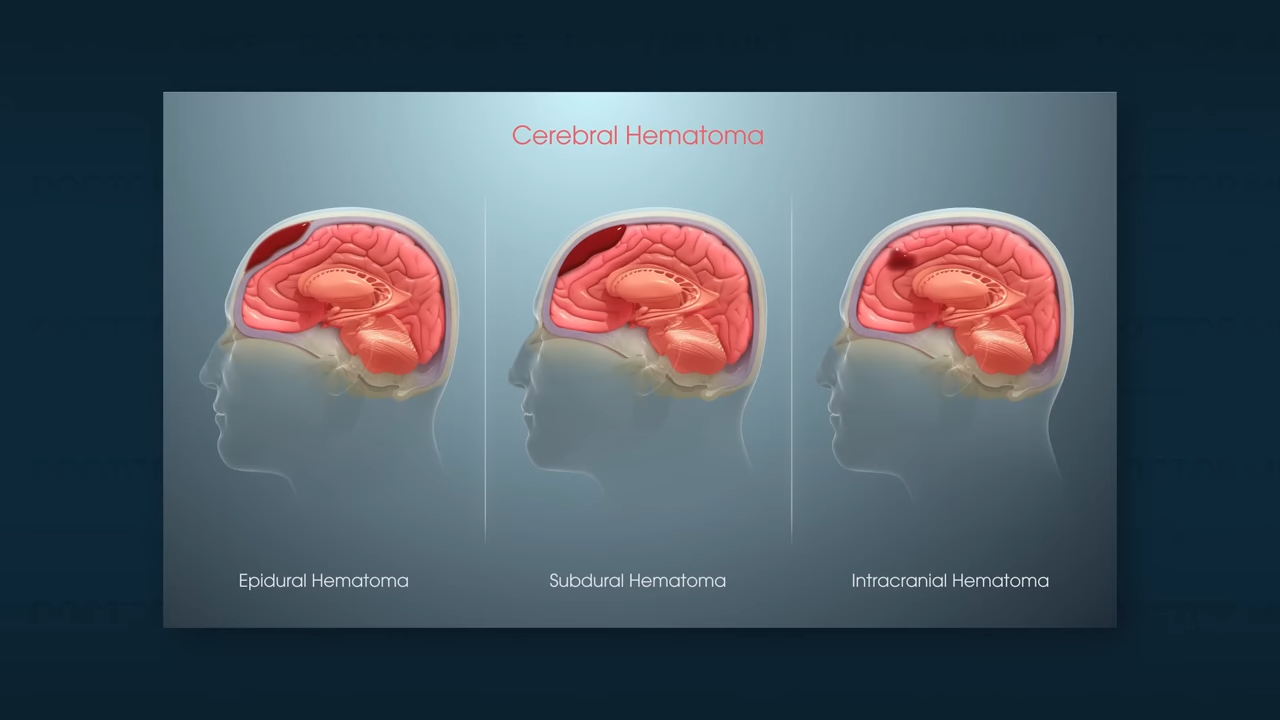 Cerebral Hematoma
Epidural Hematoma
Subdural Hematoma
Intracranial Hematoma